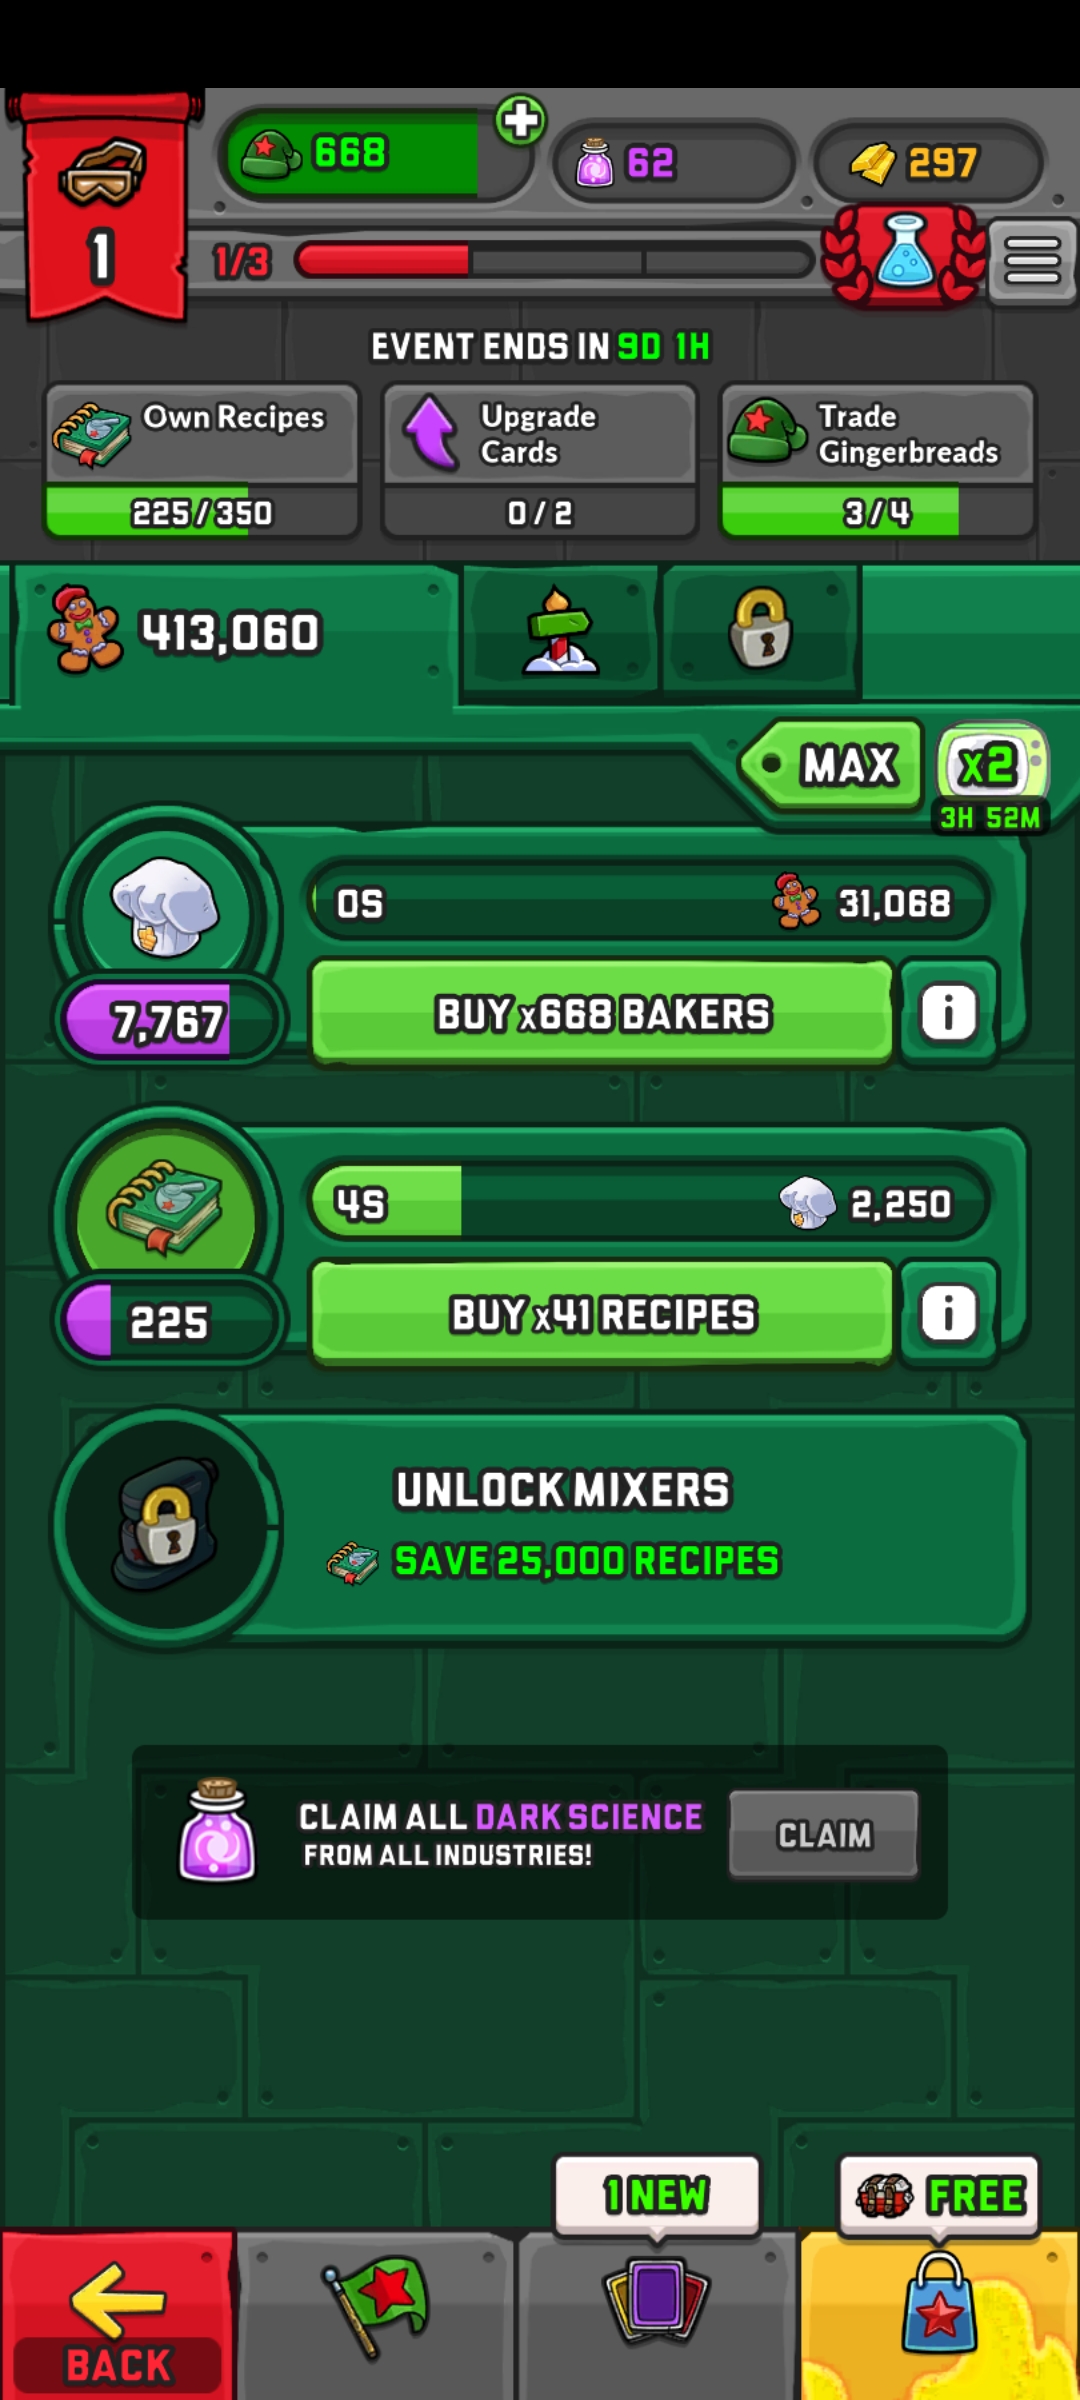 668
62
297
1
1/3
EVENT ENDS IN 9D 1H
Own Recipes
225/350
Upgrade
Cards
0/2
Trade
Gingerbreads
3/4
413,060
MAX
x2
3H 52M
0S
31,068
7,767
BUY x668 BAKERS
i
4S
2,250
225
BUY x41 RECIPES
i
UNLOCK MIXERS
SAVE 25,000 RECIPES
CLAIM ALL DARK SCIENCE
FROM ALL INDUSTRIES!
CLAIM
1 NEW
FREE
BACK